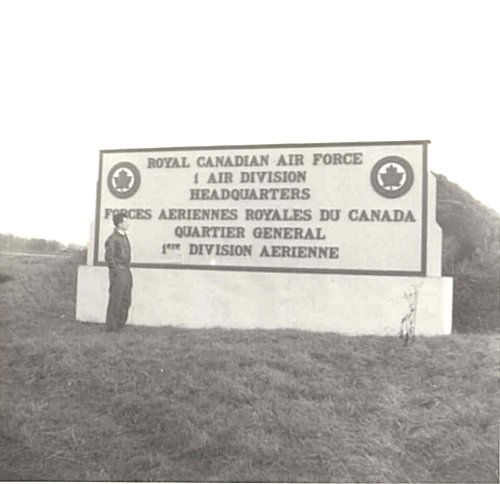 ROYAL CANADIAN AIR FORCE
1 AIR DIVISION
HEADQUARTERS
FORCES AERIENNES ROYALES DU CANADA
QUARTIER GENERAL
1ERE DIVISION AERIENNE